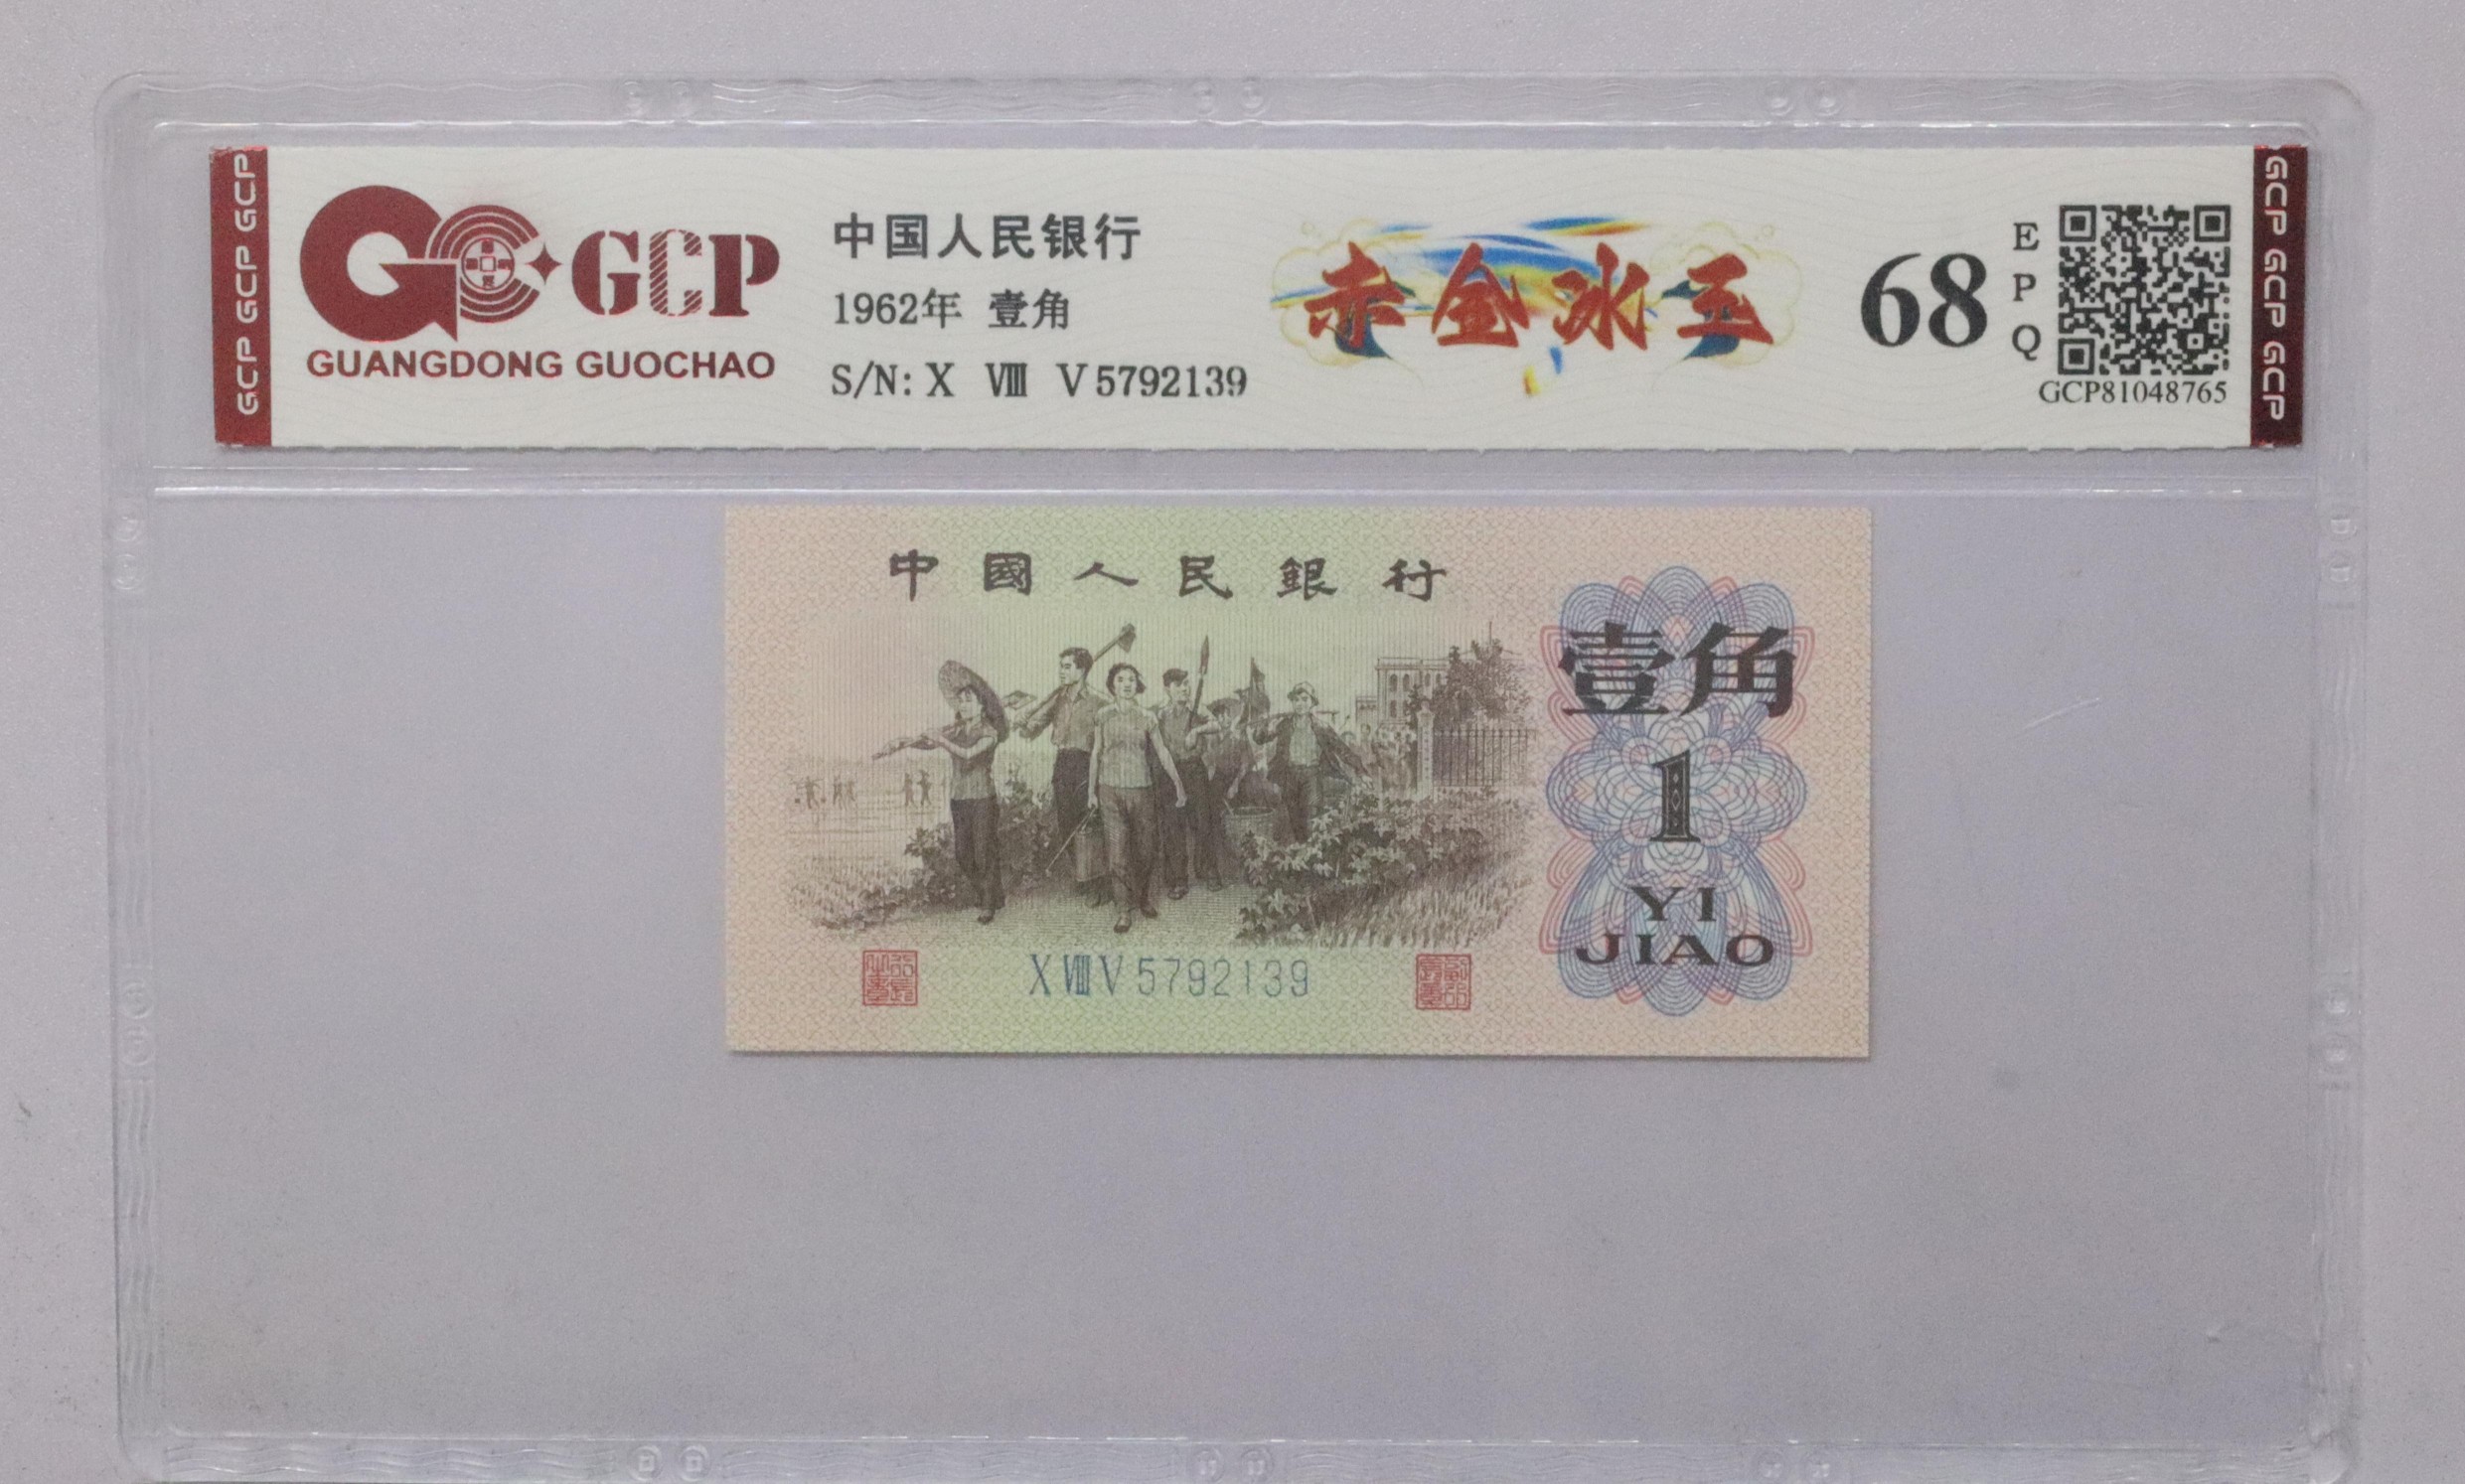 GCP GCP GCP
GCP
GUANGDONG GUOCHAO
中国人民银行
1962年 壹角
S/N: X Ⅷ V 5792139
赤金冰玉
68
E
P
Q
GCP81048765
GCP GCP GCP
中國人民銀行
壹角
1
YI
JIAO
X Ⅷ V 5792139